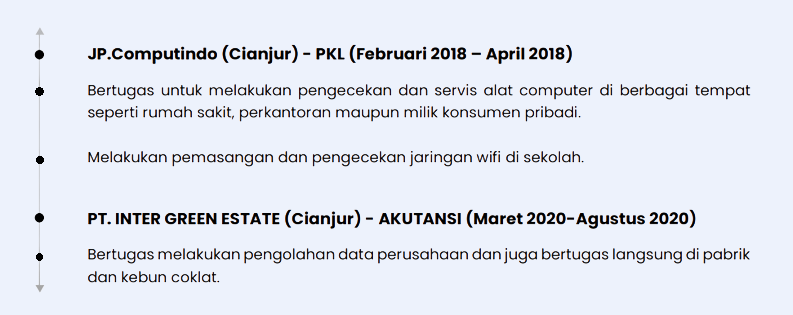 JP.Computindo (Cianjur) - PKL (Februari 2018 – April 2018)
Bertugas untuk melakukan pengecekan dan servis alat computer di berbagai tempat
seperti rumah sakit, perkantoran maupun milik konsumen pribadi.
Melakukan pemasangan dan pengecekan jaringan wifi di sekolah.
PT. INTER GREEN ESTATE (Cianjur) - AKUTANSI (Maret 2020-Agustus 2020)
Bertugas melakukan pengolahan data perusahaan dan juga bertugas langsung di pabrik
dan kebun coklat.